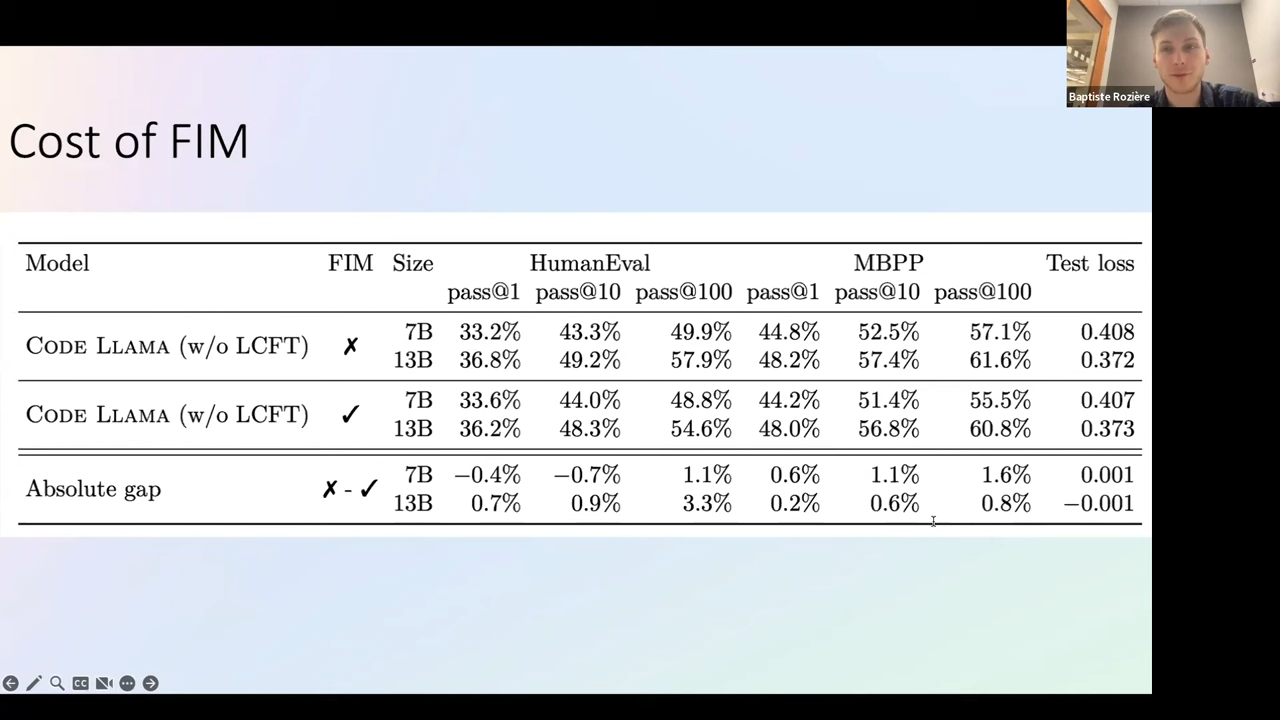 Baptiste Rozière
Cost of FIM
Model FIM Size HumanEval MBPP Test loss
pass@1 pass@10 pass@100 pass@1 pass@10 pass@100
CODE LLAMA (w/o LCFT) ✗ 7B 33.2% 43.3% 49.9% 44.8% 52.5% 57.1% 0.408
13B 36.8% 49.2% 57.9% 48.2% 57.4% 61.6% 0.372
CODE LLAMA (w/o LCFT) ✓ 7B 33.6% 44.0% 48.8% 44.2% 51.4% 55.5% 0.407
13B 36.2% 48.3% 54.6% 48.0% 56.8% 60.8% 0.373
Absolute gap ✗ - ✓ 7B −0.4% −0.7% 1.1% 0.6% 1.1% 1.6% 0.001
13B 0.7% 0.9% 3.3% 0.2% 0.6% 0.8% −0.001
CC